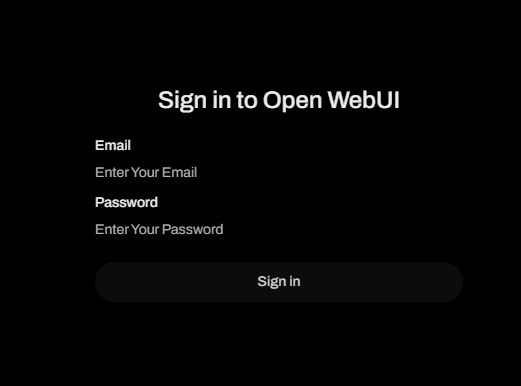 Sign in to Open WebUI
Email
Enter Your Email
Password
Enter Your Password
Sign in